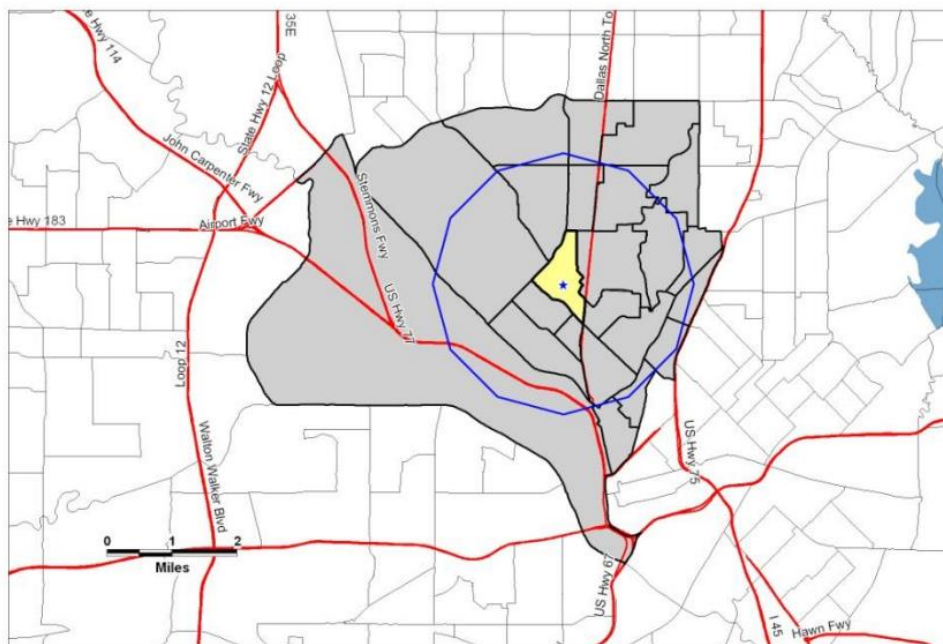 e Hwy 114
35E
State Hwy 12 Loop
Dallas North To
John Carpenter Fwy
e Hwy 183
Airport Fwy
Stemmons Fwy
US Hwy 77
Loop 12
Walton Walker Blvd
US Hwy 75
0 1 2
Miles
US Hwy 67
I 45
Hawn Fwy